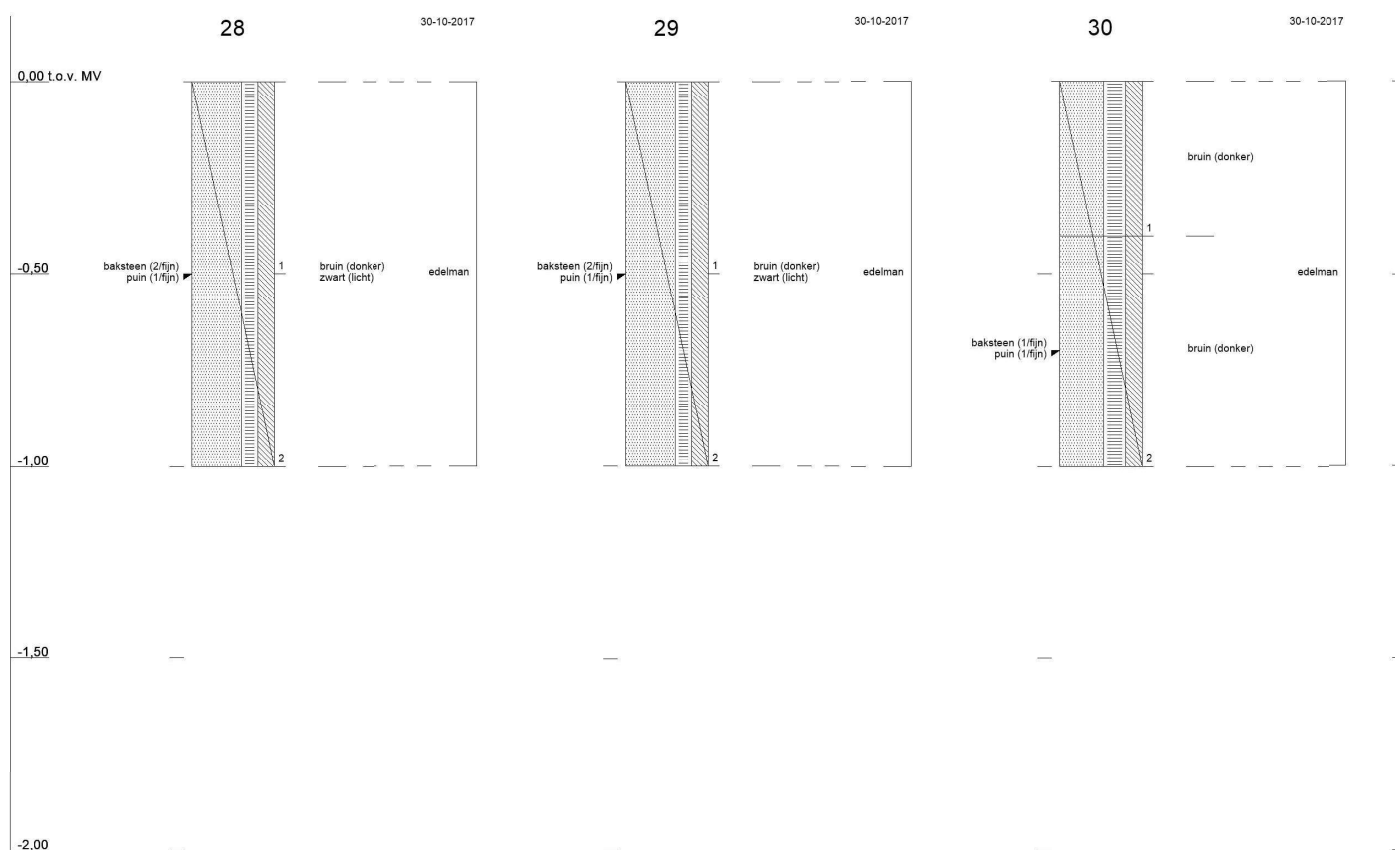 28
30-10-2017
29
30-10-2017
30
30-10-2017
0,00 t.o.v. MV
-0,50
-1,00
-1,50
-2,00
baksteen (2/fijn)
puin (1/fijn)
1
2
bruin (donker)
zwart (licht)
edelman
baksteen (2/fijn)
puin (1/fijn)
1
2
bruin (donker)
zwart (licht)
edelman
bruin (donker)
1
edelman
baksteen (1/fijn)
puin (1/fijn)
bruin (donker)
2